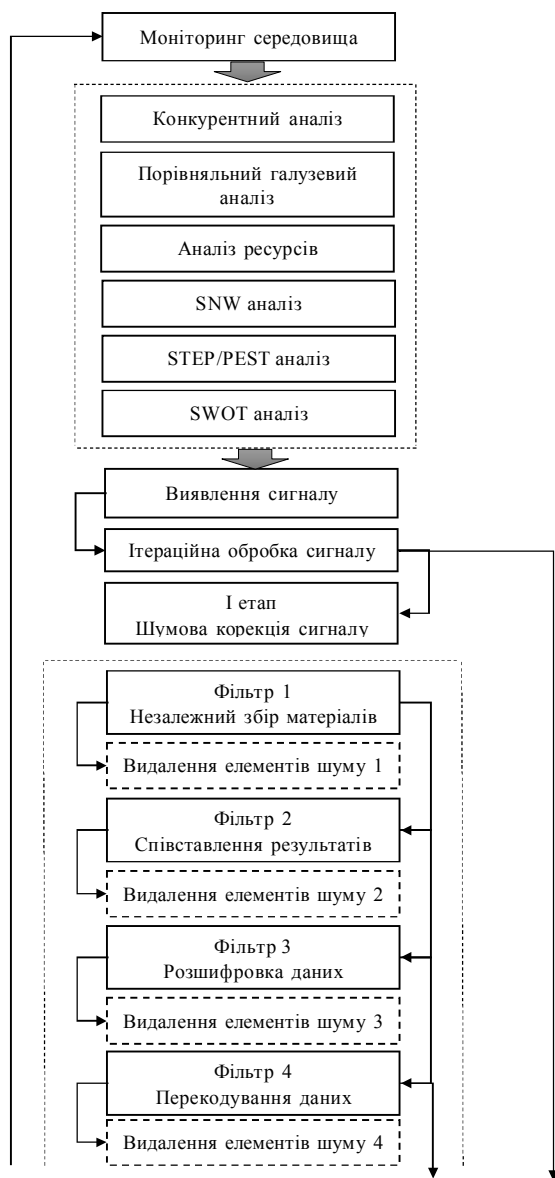 Моніторинг середовища
Конкурентний аналіз
Порівняльний галузевий
аналіз
Аналіз ресурсів
SNW аналіз
STEP/PEST аналіз
SWOT аналіз
Виявлення сигналу
Ітераційна обробка сигналу
І етап
Шумова корекція сигналу
Фільтр 1
Незалежний збір матеріалів
Видалення елементів шуму 1
Фільтр 2
Співставлення результатів
Видалення елементів шуму 2
Фільтр 3
Розшифровка даних
Видалення елементів шуму 3
Фільтр 4
Перекодування даних
Видалення елементів шуму 4